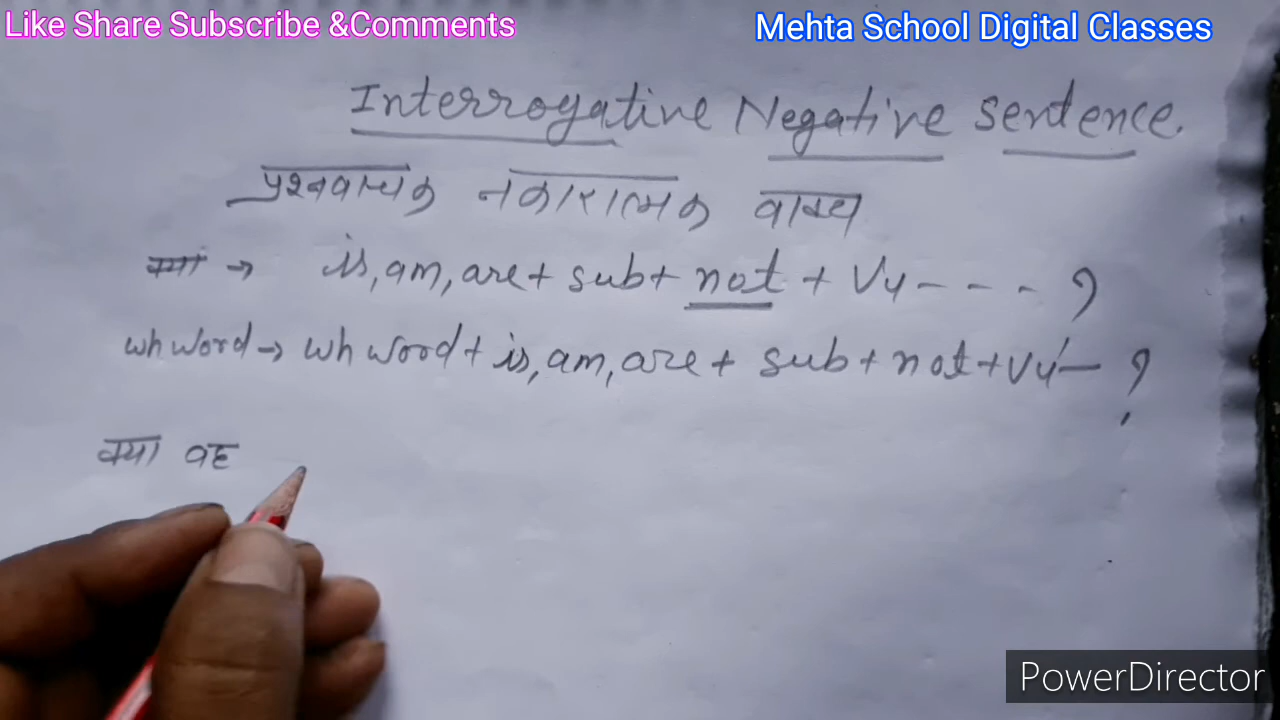 Like Share Subscribe &Comments
Mehta School Digital Classes
Interrogative Negative Sentence.
प्रश्नवाचक नकारात्मक वाक्य
क्या → is, am, are + sub + not + V4 - - - - ?
wh word → wh word + is, am, are + sub + not + V4 — ?
क्या वह
PowerDirector